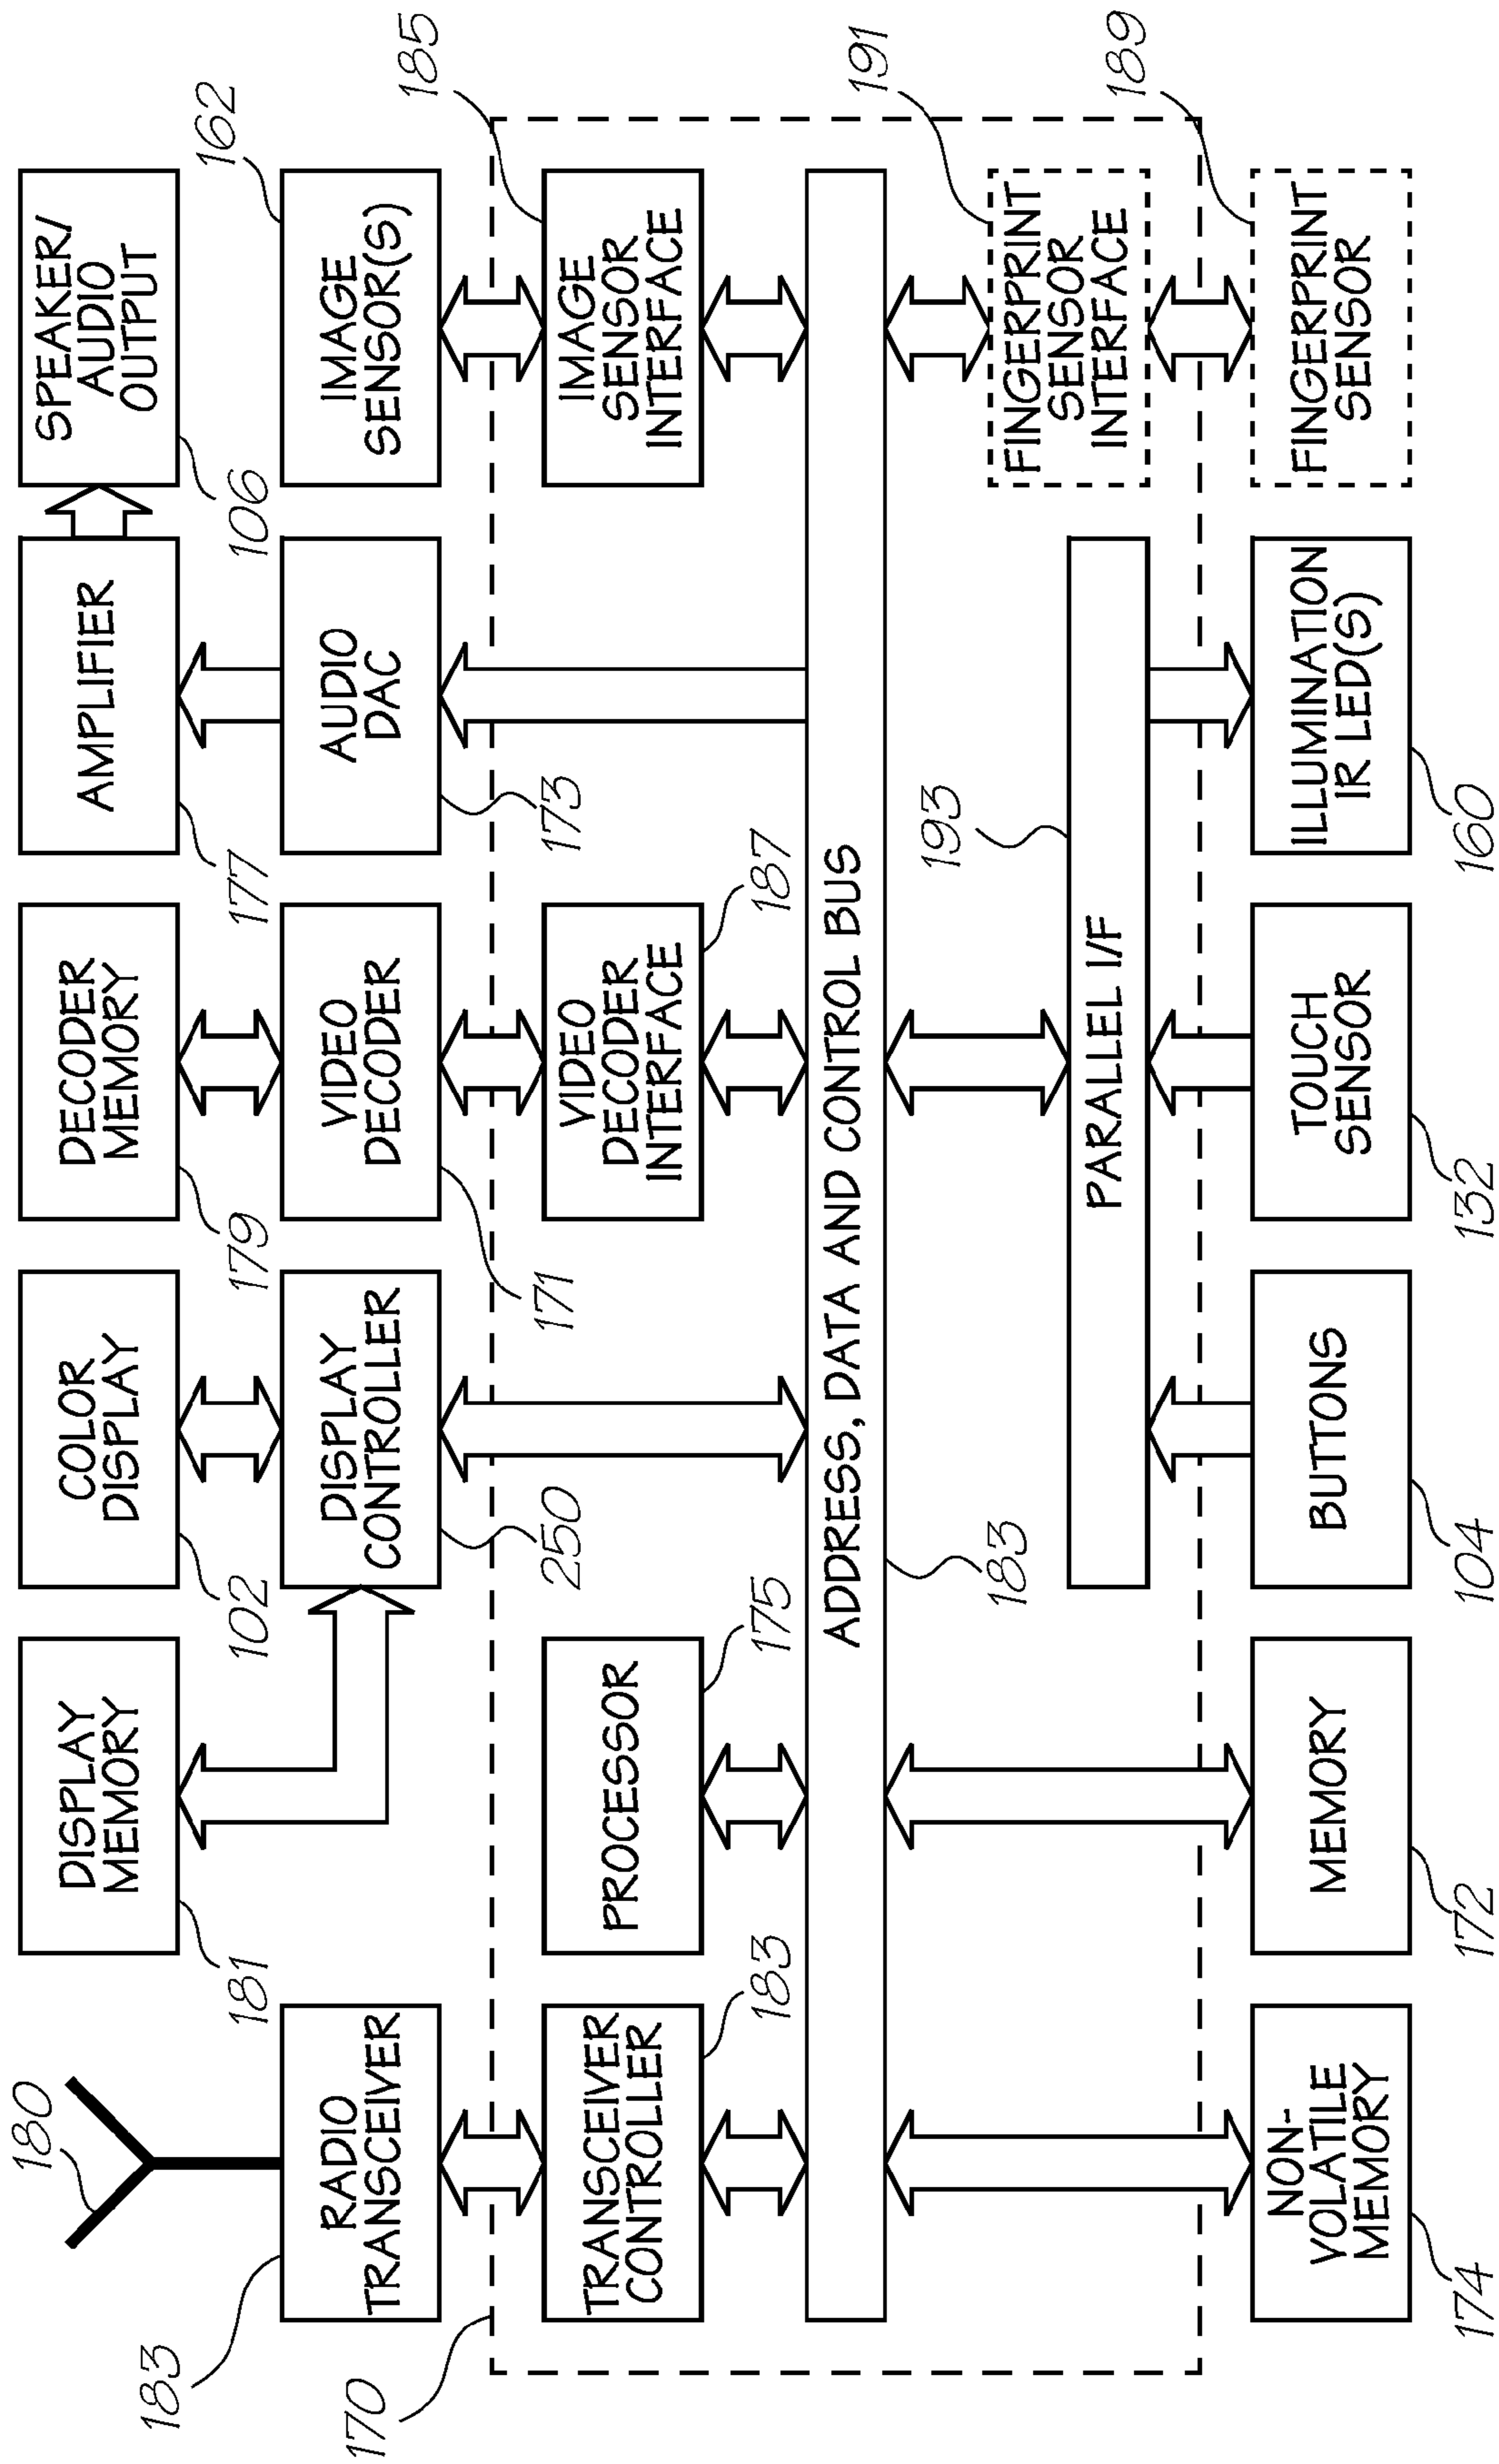 180
183
RADIO
TRANSCEIVER
170
TRANSCEIVER
CONTROLLER
183
DISPLAY
MEMORY
181
PROCESSOR
175
COLOR
DISPLAY
102
DISPLAY
CONTROLLER
250
DECODER
MEMORY
179
VIDEO
DECODER
171
VIDEO
DECODER
INTERFACE
187
AMPLIFIER
177
AUDIO
DAC
173
SPEAKER/
AUDIO
OUTPUT
106
162
IMAGE
SENSOR(S)
185
IMAGE
SENSOR
INTERFACE
ADDRESS, DATA AND CONTROL BUS
183
193
PARALLEL I/F
191
FINGERPRINT
SENSOR
INTERFACE
189
NON-
VOLATILE
MEMORY
174
MEMORY
172
BUTTONS
104
TOUCH
SENSOR
132
ILLUMINATION
IR LED(S)
160
FINGERPRINT
SENSOR